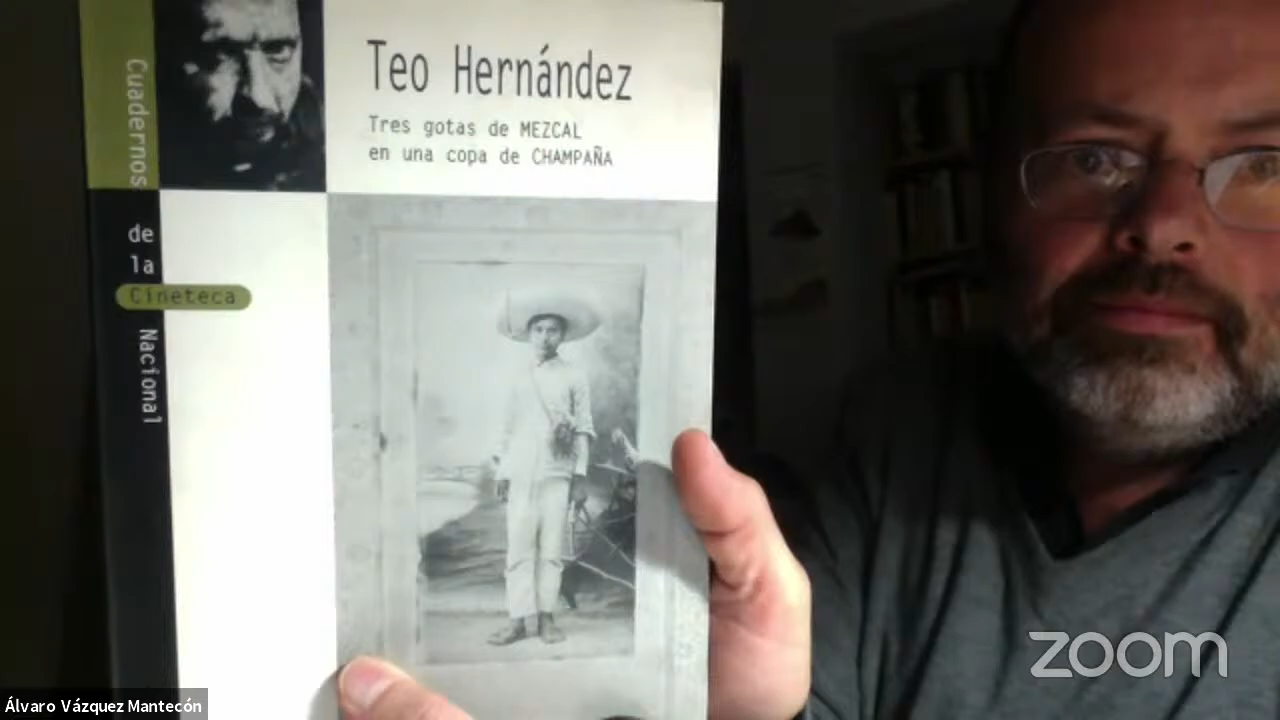 Teo Hernández
Tres gotas de MEZCAL
en una copa de CHAMPAÑA
Cuadernos
de
la
Cineteca
Nacional
zoom
Álvaro Vázquez Mantecón